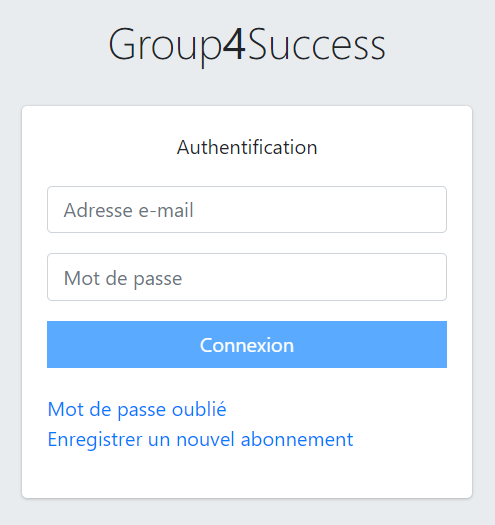 Group4Success
Authentification
Adresse e-mail
Mot de passe
Connexion
Mot de passe oublié
Enregistrer un nouvel abonnement